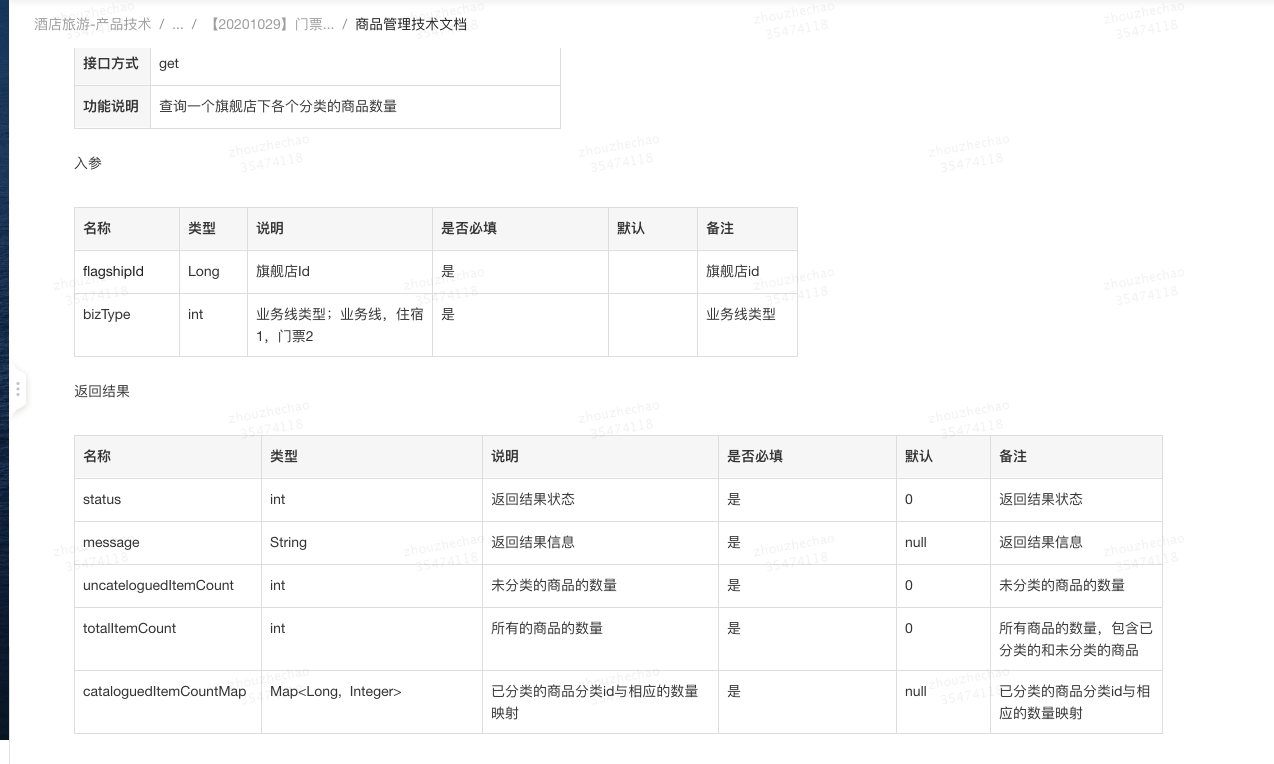 酒店旅游-产品技术 / ... / 【20201029】门票... / 商品管理技术文档
接口方式 get
功能说明 查询一个旗舰店下各个分类的商品数量
入参
名称 类型 说明 是否必填 默认 备注
flagshipId Long 旗舰店Id 是 旗舰店id
bizType int 业务线类型；业务线，住宿 是 业务线类型
1，门票2
返回结果
名称 类型 说明 是否必填 默认 备注
status int 返回结果状态 是 0 返回结果状态
message String 返回结果信息 是 null 返回结果信息
uncateloguedItemCount int 未分类的商品的数量 是 0 未分类的商品的数量
totalItemCount int 所有的商品的数量 是 0 所有商品的数量，包含已
分类的和未分类的商品
cataloguedItemCountMap Map<Long，Integer> 已分类的商品分类id与相应的数量 是 null 已分类的商品分类id与相
映射 应的数量映射
zhouzhechao
35474118